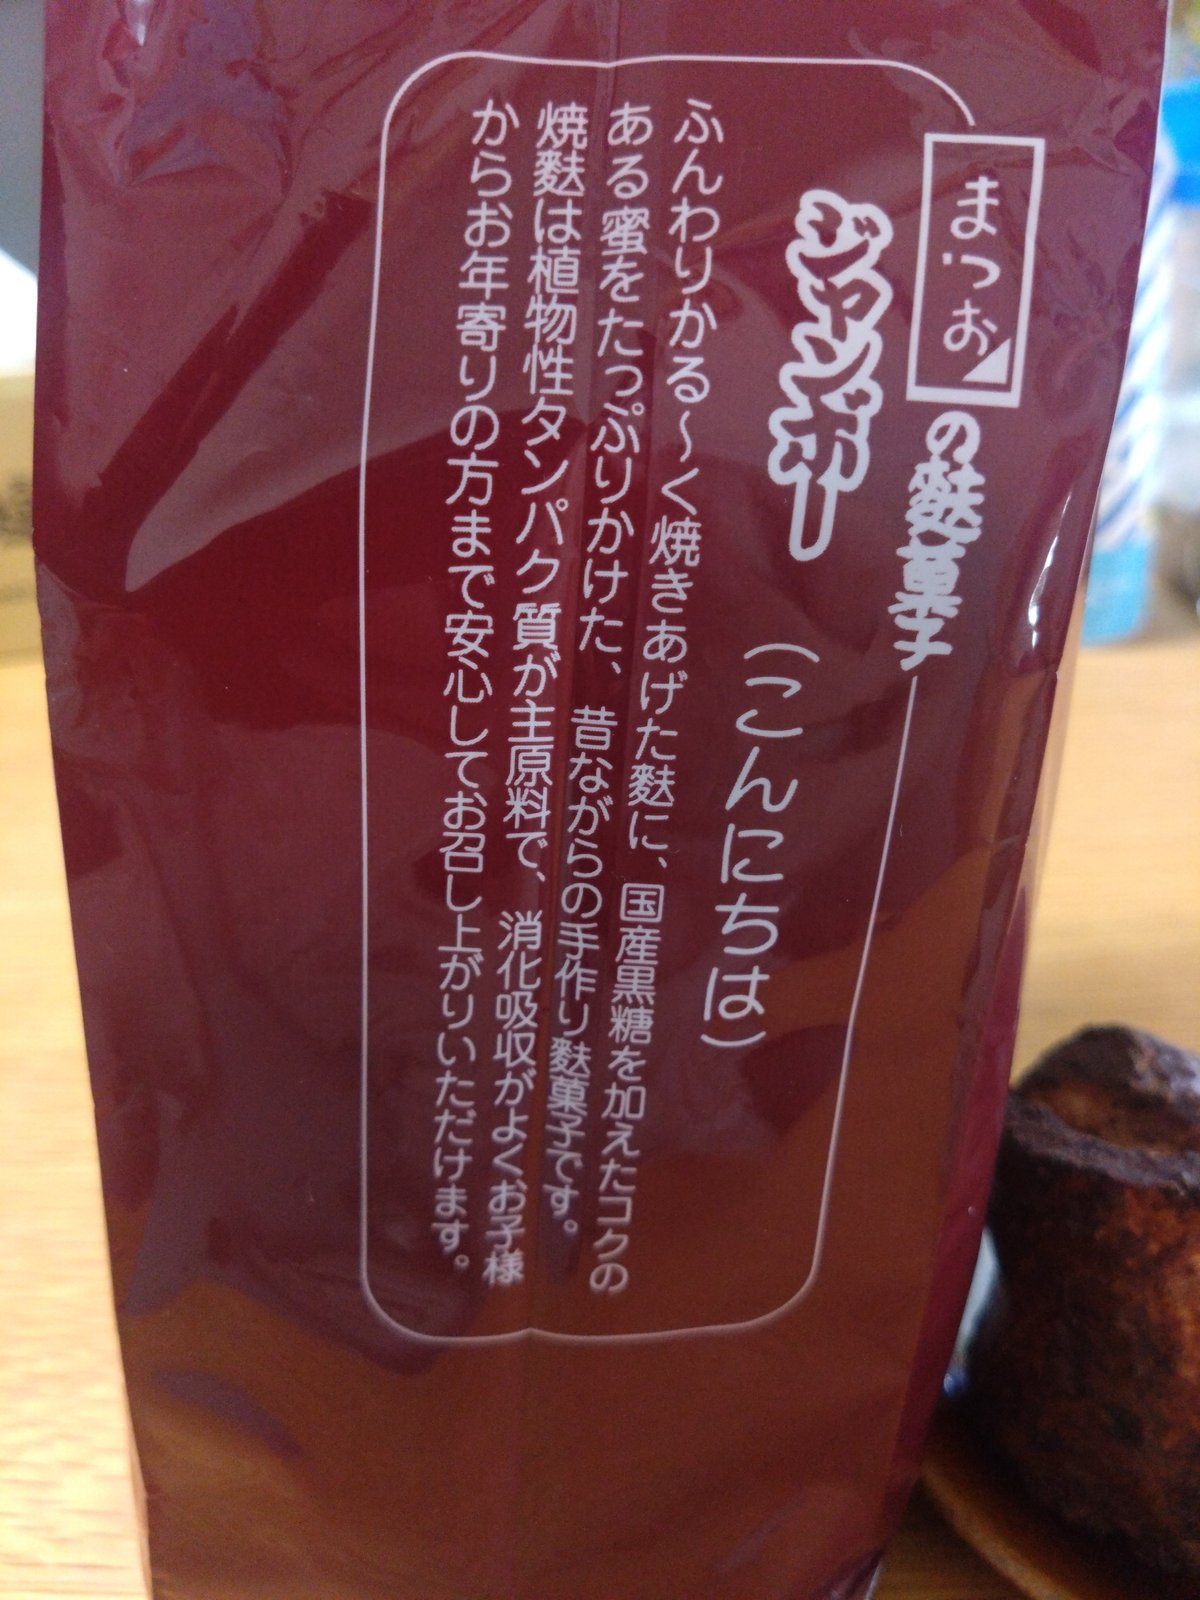 まつお
の麩菓子
ジャンボー
(こんにちは)
ふんわりかる〜く焼きあげた麩に、国産黒糖を加えたコクの
ある蜜をたっぷりかけた、昔ながらの手作り麩菓子です。
焼麩は植物性タンパク質が主原料で、消化吸収がよくお子様
からお年寄りの方まで安心してお召し上がりいただけます。